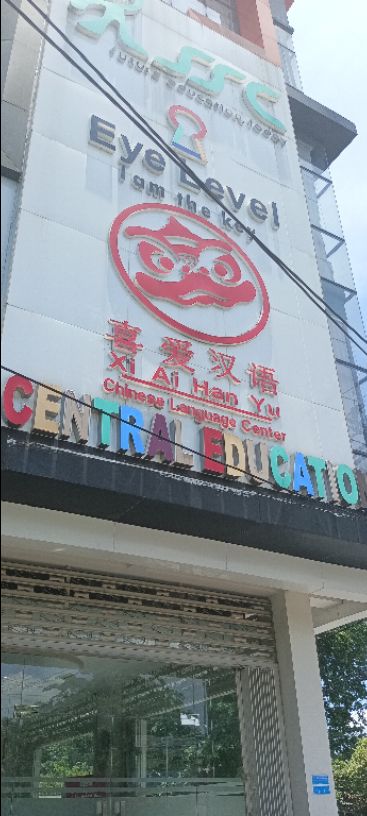 ASSC
future education, today
Eye Level
I am the key
喜爱汉语
Xi Ai Han Yu
Chinese Language Center
CENTRAL EDUCATIO